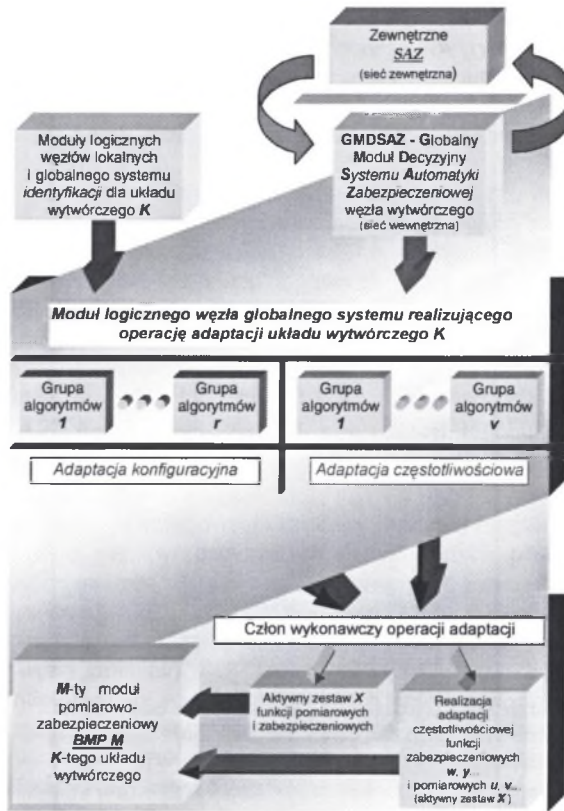 Zewnętrzne
SAZ
(sieć zewnętrzna)
Moduły logicznych
węzłów lokalnych
i globalnego systemu
identyfikacji dla układu
wytwórczego K
GMDSAZ - Globalny
Moduł Decyzyjny
Systemu Automatyki
Zabezpieczeniowej
węzła wytwórczego
(sieć wewnętrzna)
Moduł logicznego węzła globalnego systemu realizującego
operację adaptacji układu wytwórczego K
Grupa
algorytmów
1
Grupa
algorytmów
r
Grupa
algorytmów
1
Grupa
algorytmów
v
Adaptacja konfiguracyjna
Adaptacja częstotliwościowa
Człon wykonawczy operacji adaptacji
M-ty moduł
pomiarowo-
zabezpieczeniowy
BMP M
K-tego układu
wytwórczego
Aktywny zestaw X
funkcji pomiarowych
i zabezpieczeniowych
Realizacja
adaptacji
częstotliwościowej
funkcji
zabezpieczeniowych
w, y...
i pomiarowych u, v...
(aktywny zestaw X)